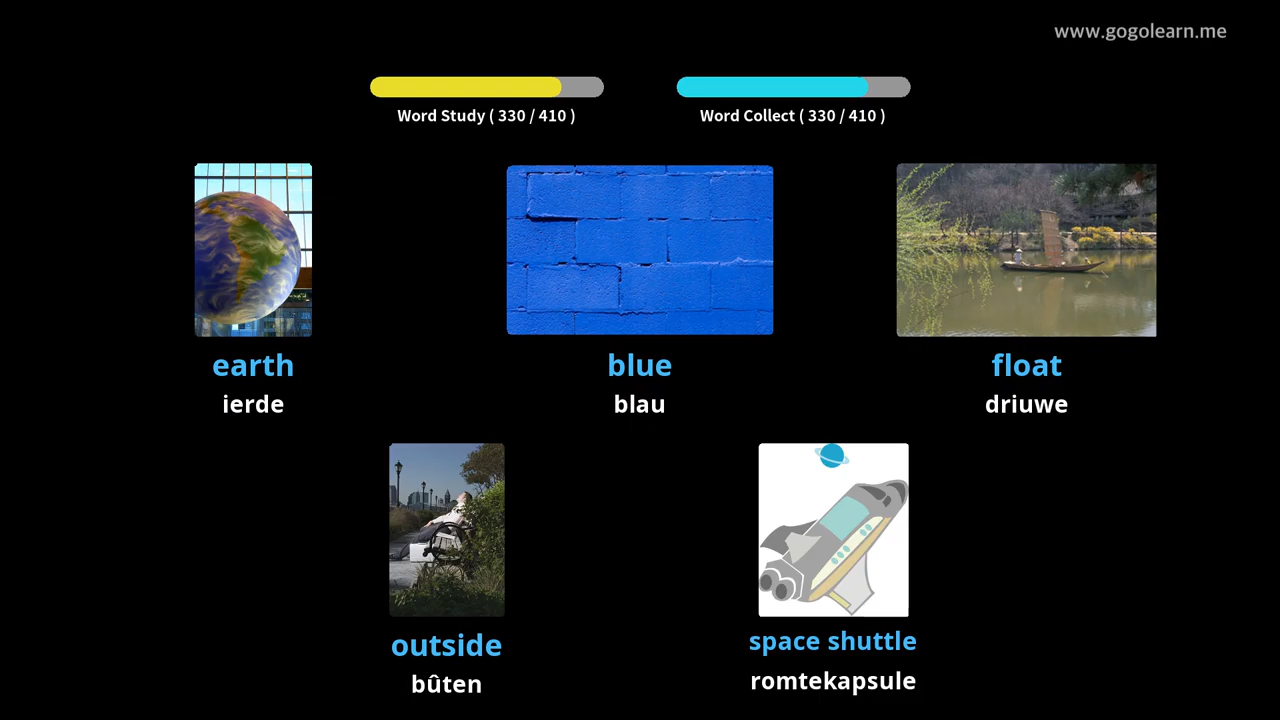 www.gogolearn.me
Word Study ( 330 / 410 )
Word Collect ( 330 / 410 )
earth
ierde
blue
blau
float
driuwe
outside
bûten
space shuttle
romtekapsule